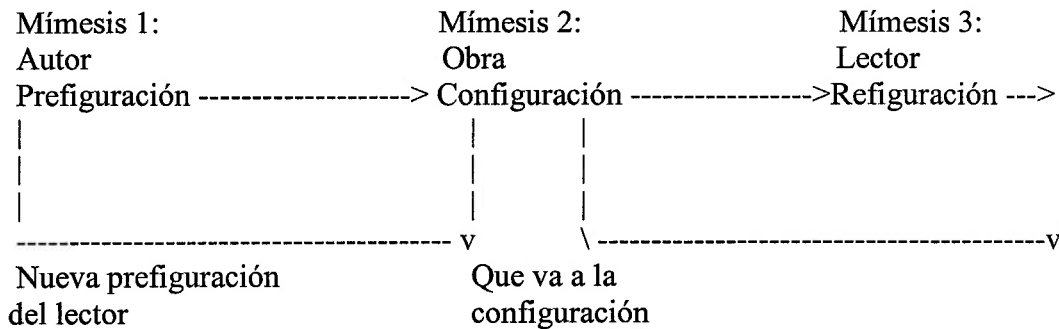 Mímesis 1: Mímesis 2: Mímesis 3:
Autor Obra Lector
Prefiguración -------------------> Configuración ----------------->Refiguración --->
| | |
| | |
| | |
| | |
---------------------------------------- v \ ---------------------------------------v
Nueva prefiguración Que va a la
del lector configuración